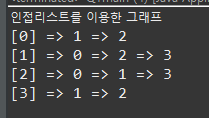 인접리스트를 이용한 그래프
[0] => 1 => 2
[1] => 0 => 2 => 3
[2] => 0 => 1 => 3
[3] => 1 => 2